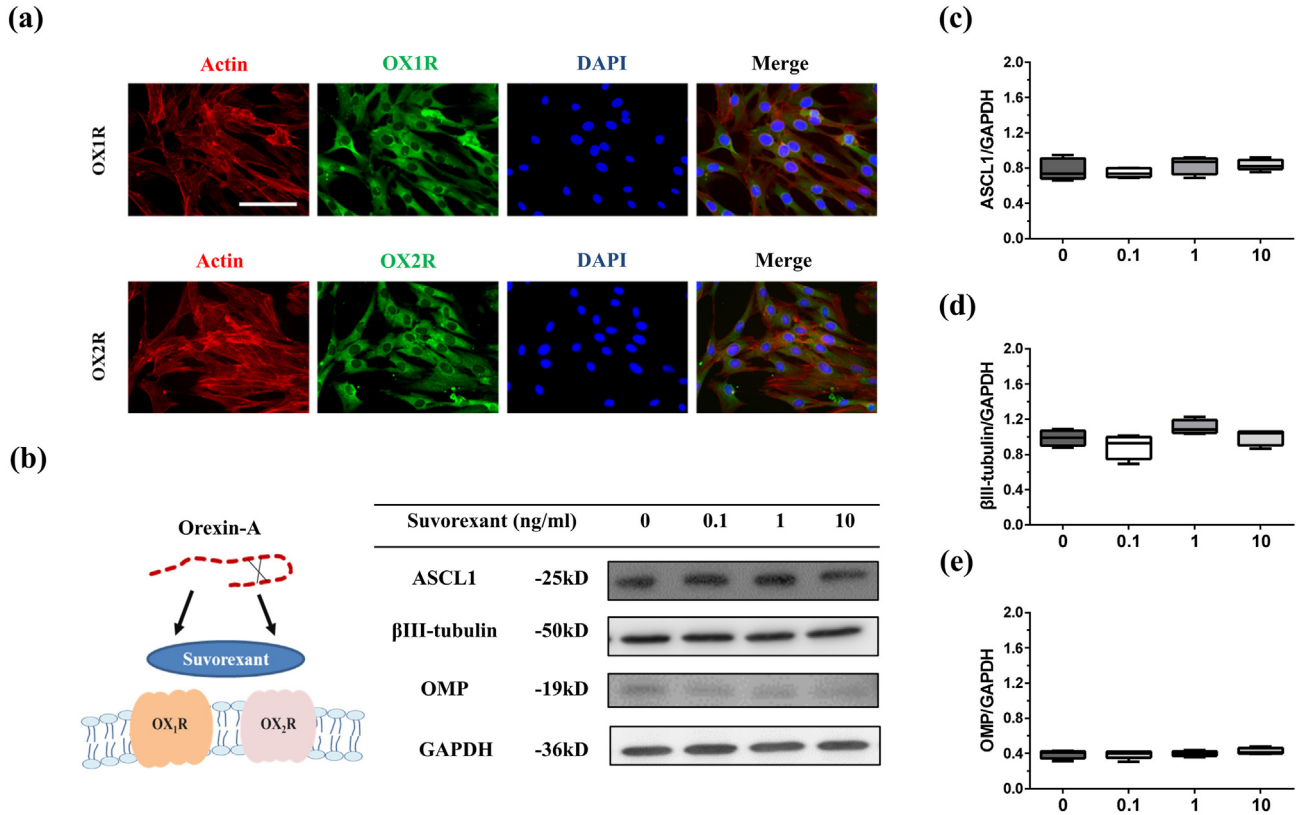 (a)
Actin OX1R DAPI Merge
OX1R
Actin OX2R DAPI Merge
OX2R
(b)
Orexin-A
Suvorexant
OX₁R OX₂R
Suvorexant (ng/ml) 0 0.1 1 10
ASCL1 -25kD
βIII-tubulin -50kD
OMP -19kD
GAPDH -36kD
(c)
ASCL1/GAPDH
2.0
1.6
1.2
0.8
0.4
0.0
0 0.1 1 10
(d)
βIII-tubulin/GAPDH
2.0
1.6
1.2
0.8
0.4
0.0
0 0.1 1 10
(e)
OMP/GAPDH
2.0
1.6
1.2
0.8
0.4
0.0
0 0.1 1 10